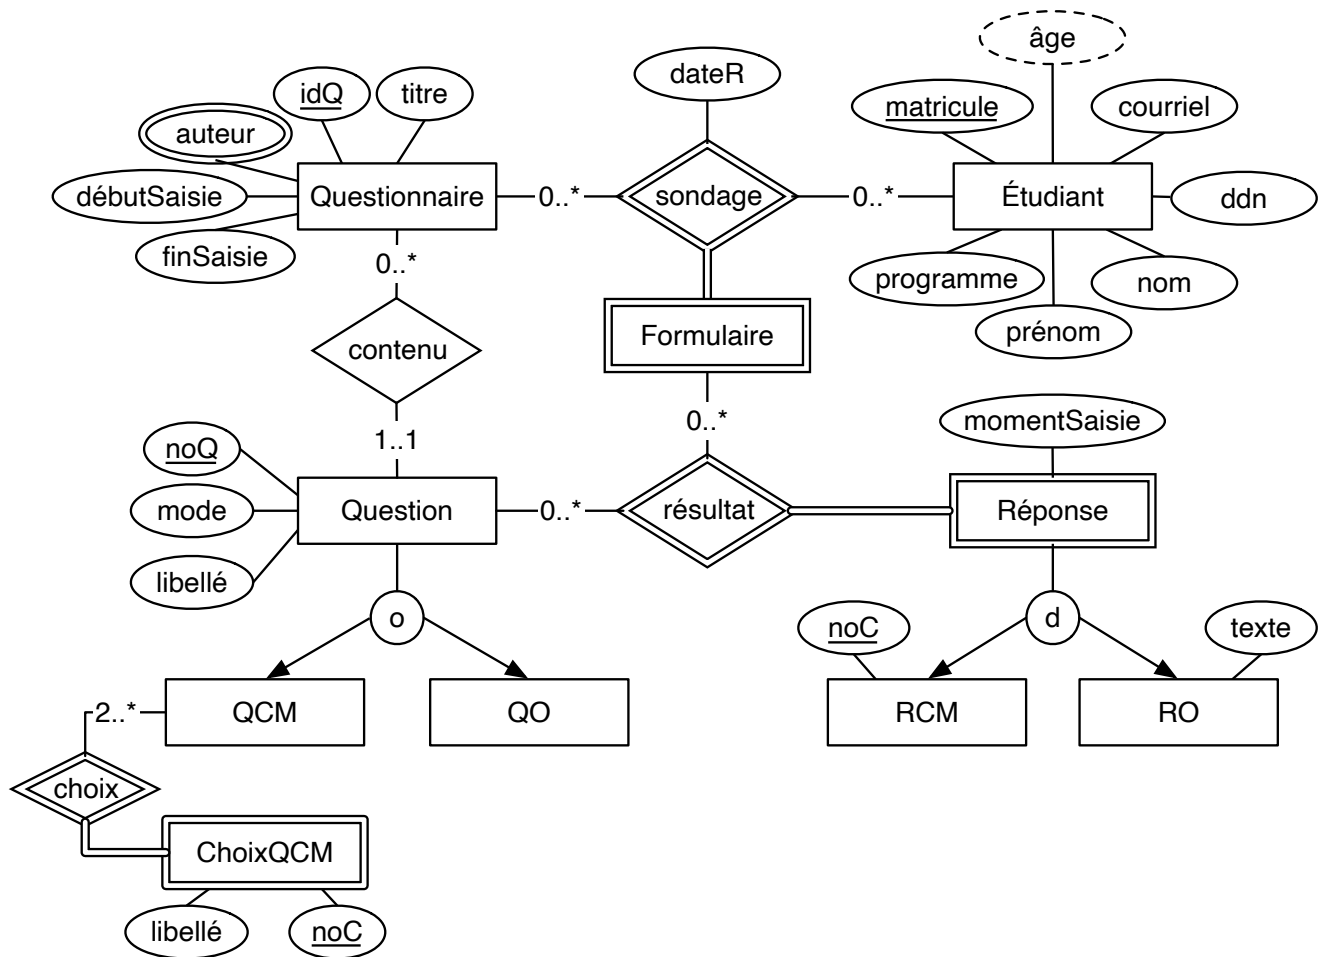 âge
dateR
idQ
titre
matricule
courriel
auteur
débutSaisie
Questionnaire
0..*
sondage
0..*
Étudiant
ddn
finSaisie
0..*
programme
nom
prénom
contenu
Formulaire
0..*
momentSaisie
1..1
noQ
mode
Question
0..*
résultat
Réponse
libellé
o
d
noC
texte
QCM
QO
RCM
RO
2..*
choix
ChoixQCM
libellé
noC